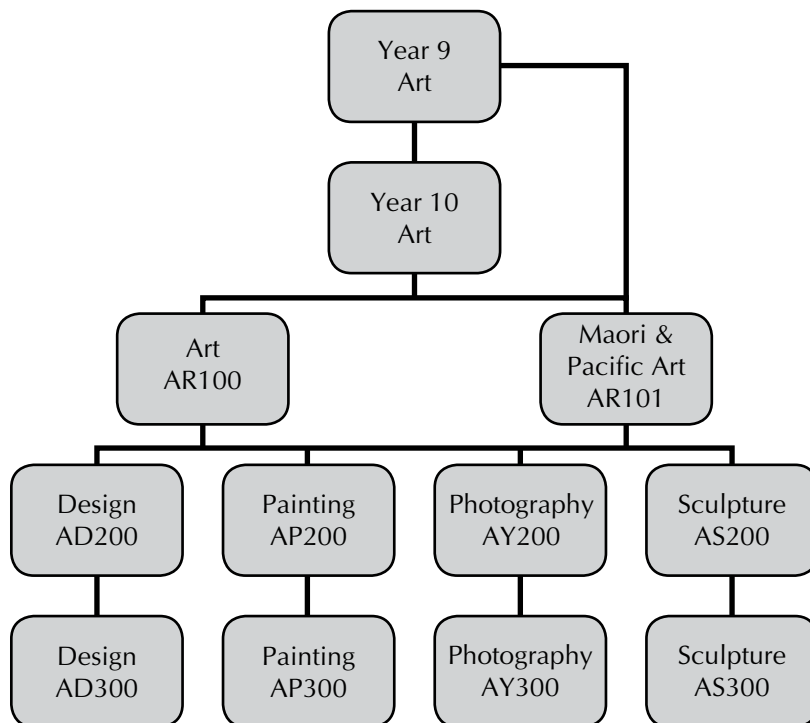 Year 9
Art
Year 10
Art
Art
AR100
Maori &
Pacific Art
AR101
Design
AD200
Painting
AP200
Photography
AY200
Sculpture
AS200
Design
AD300
Painting
AP300
Photography
AY300
Sculpture
AS300